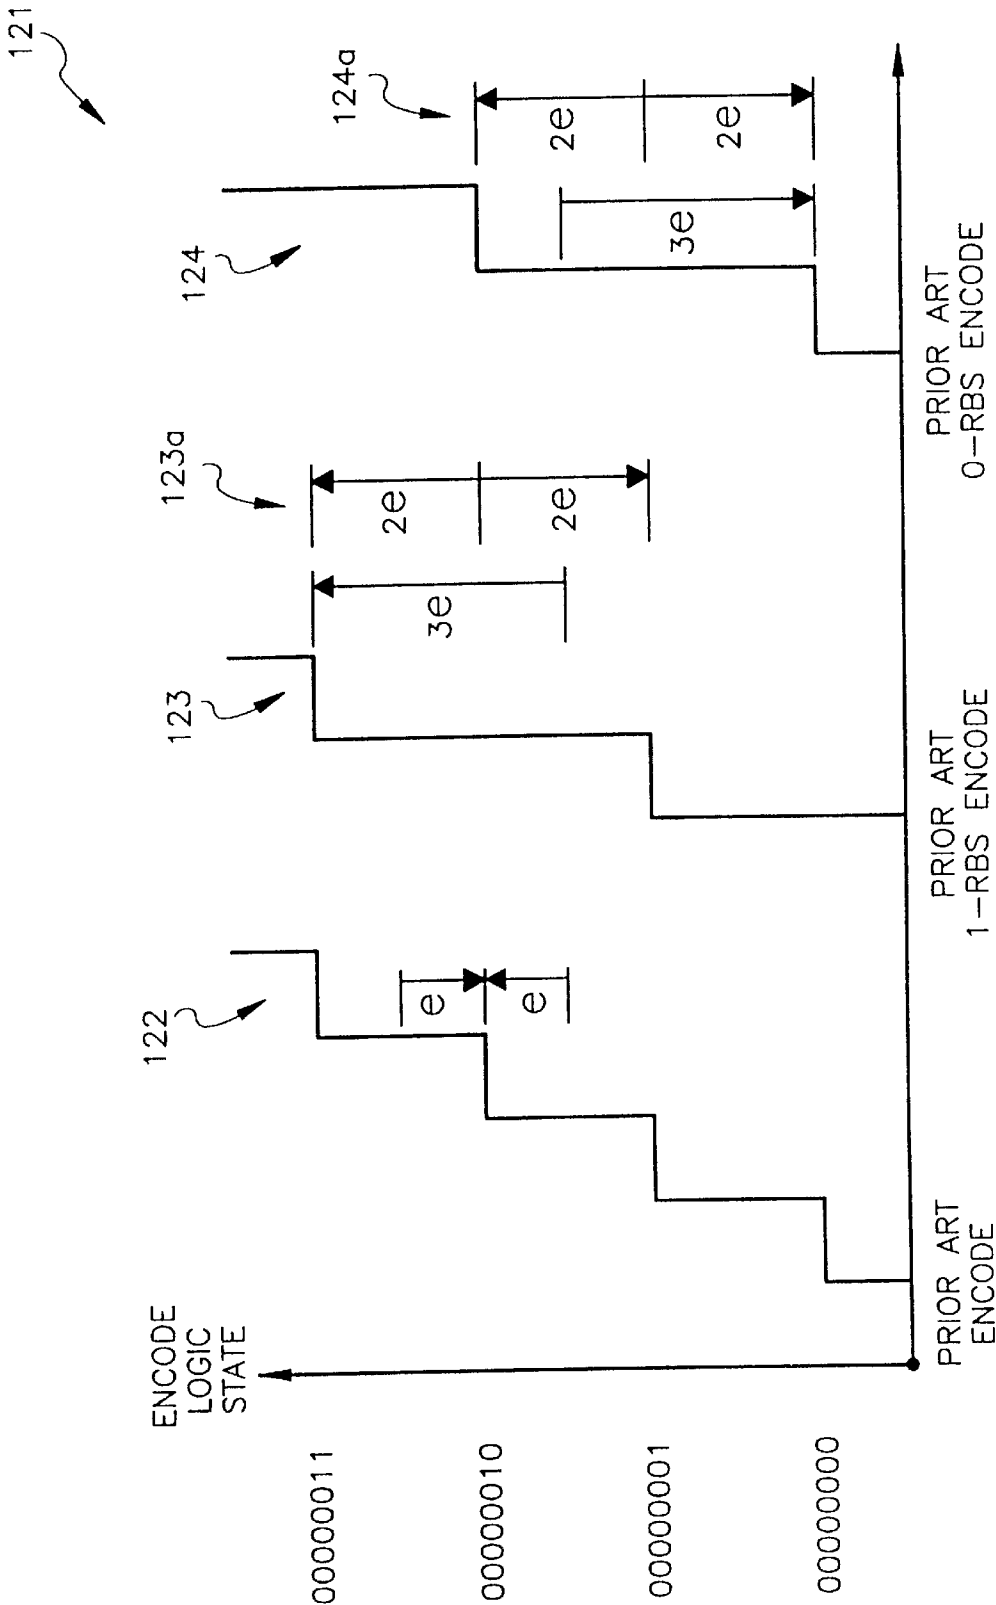 121
ENCODE
LOGIC
STATE
00000011
00000010
00000001
00000000
122
e
e
123
123a
3e
2e
2e
124
124a
3e
2e
2e
PRIOR ART
ENCODE
PRIOR ART
1-RBS ENCODE
PRIOR ART
0-RBS ENCODE